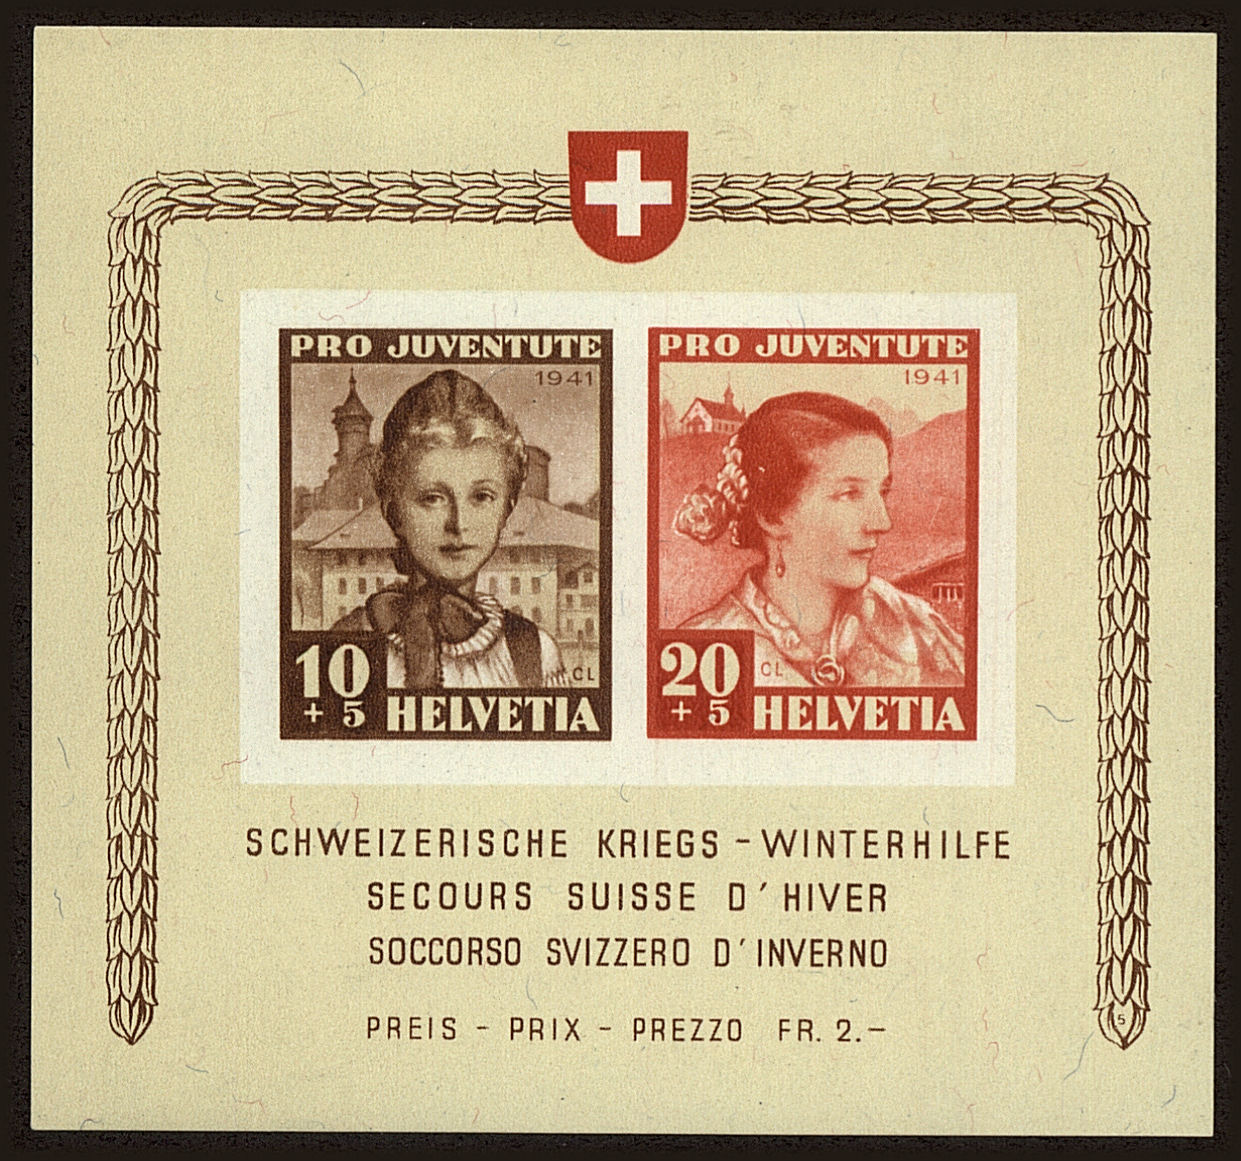 PRO JUVENTUTE
1941
10
+ 5
CL
HELVETIA
PRO JUVENTUTE
1941
20
+ 5
CL
HELVETIA
SCHWEIZERISCHE KRIEGS - WINTERHILFE
SECOURS SUISSE D'HIVER
SOCCORSO SVIZZERO D'INVERNO
PREIS - PRIX - PREZZO FR. 2.-
5